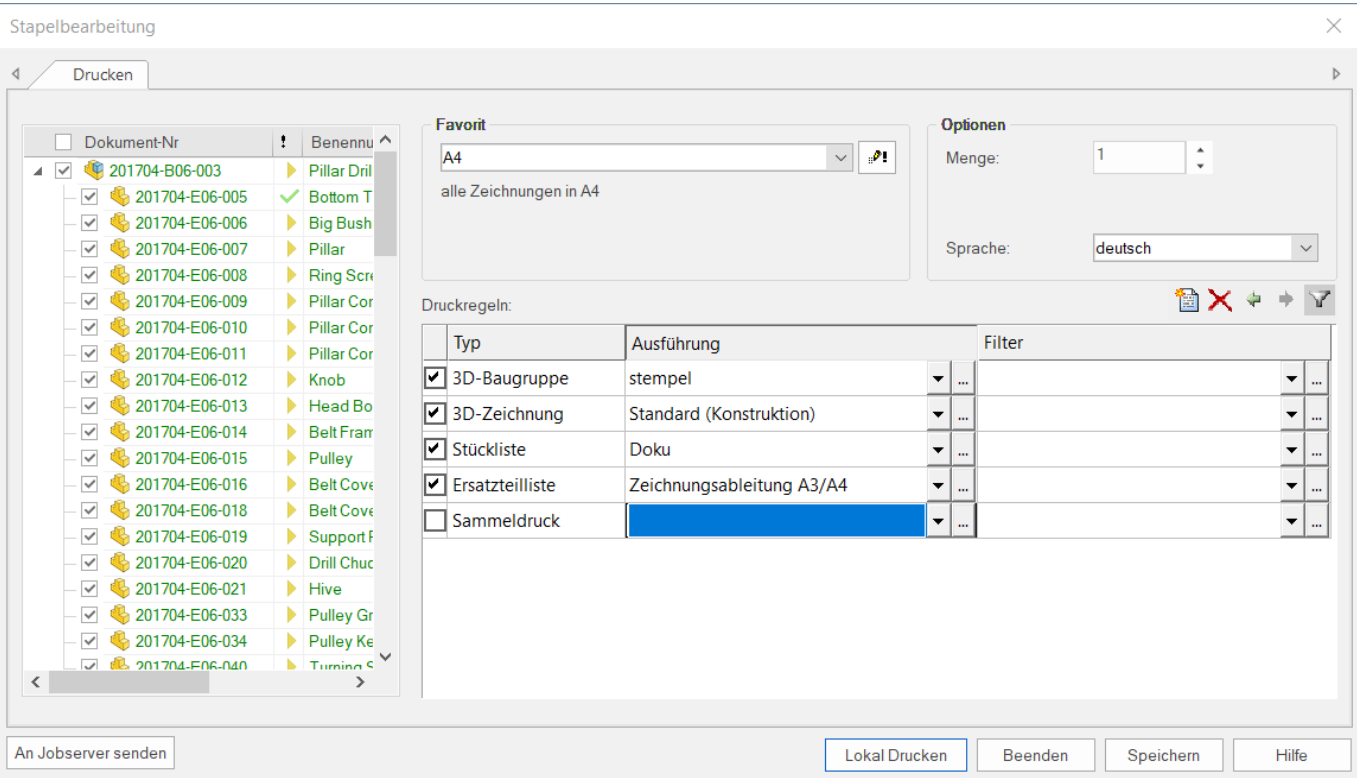 Stapelbearbeitung
Drucken
Dokument-Nr ! Benennu
201704-B06-003 Pillar Dril
201704-E06-005 Bottom T
201704-E06-006 Big Bush
201704-E06-007 Pillar
201704-E06-008 Ring Scre
201704-E06-009 Pillar Cor
201704-E06-010 Pillar Cor
201704-E06-011 Pillar Cor
201704-E06-012 Knob
201704-E06-013 Head Bo
201704-E06-014 Belt Fram
201704-E06-015 Pulley
201704-E06-016 Belt Cove
201704-E06-018 Belt Cove
201704-E06-019 Support F
201704-E06-020 Drill Chuc
201704-E06-021 Hive
201704-E06-033 Pulley Gr
201704-E06-034 Pulley Ke
201704-E06-040 Turning S
Favorit
A4
alle Zeichnungen in A4
Optionen
Menge: 1
Sprache: deutsch
Druckregeln:
Typ Ausführung Filter
3D-Baugruppe stempel ... ...
3D-Zeichnung Standard (Konstruktion) ... ...
Stückliste Doku ... ...
Ersatzteilliste Zeichnungsableitung A3/A4 ... ...
Sammeldruck ... ...
An Jobserver senden Lokal Drucken Beenden Speichern Hilfe